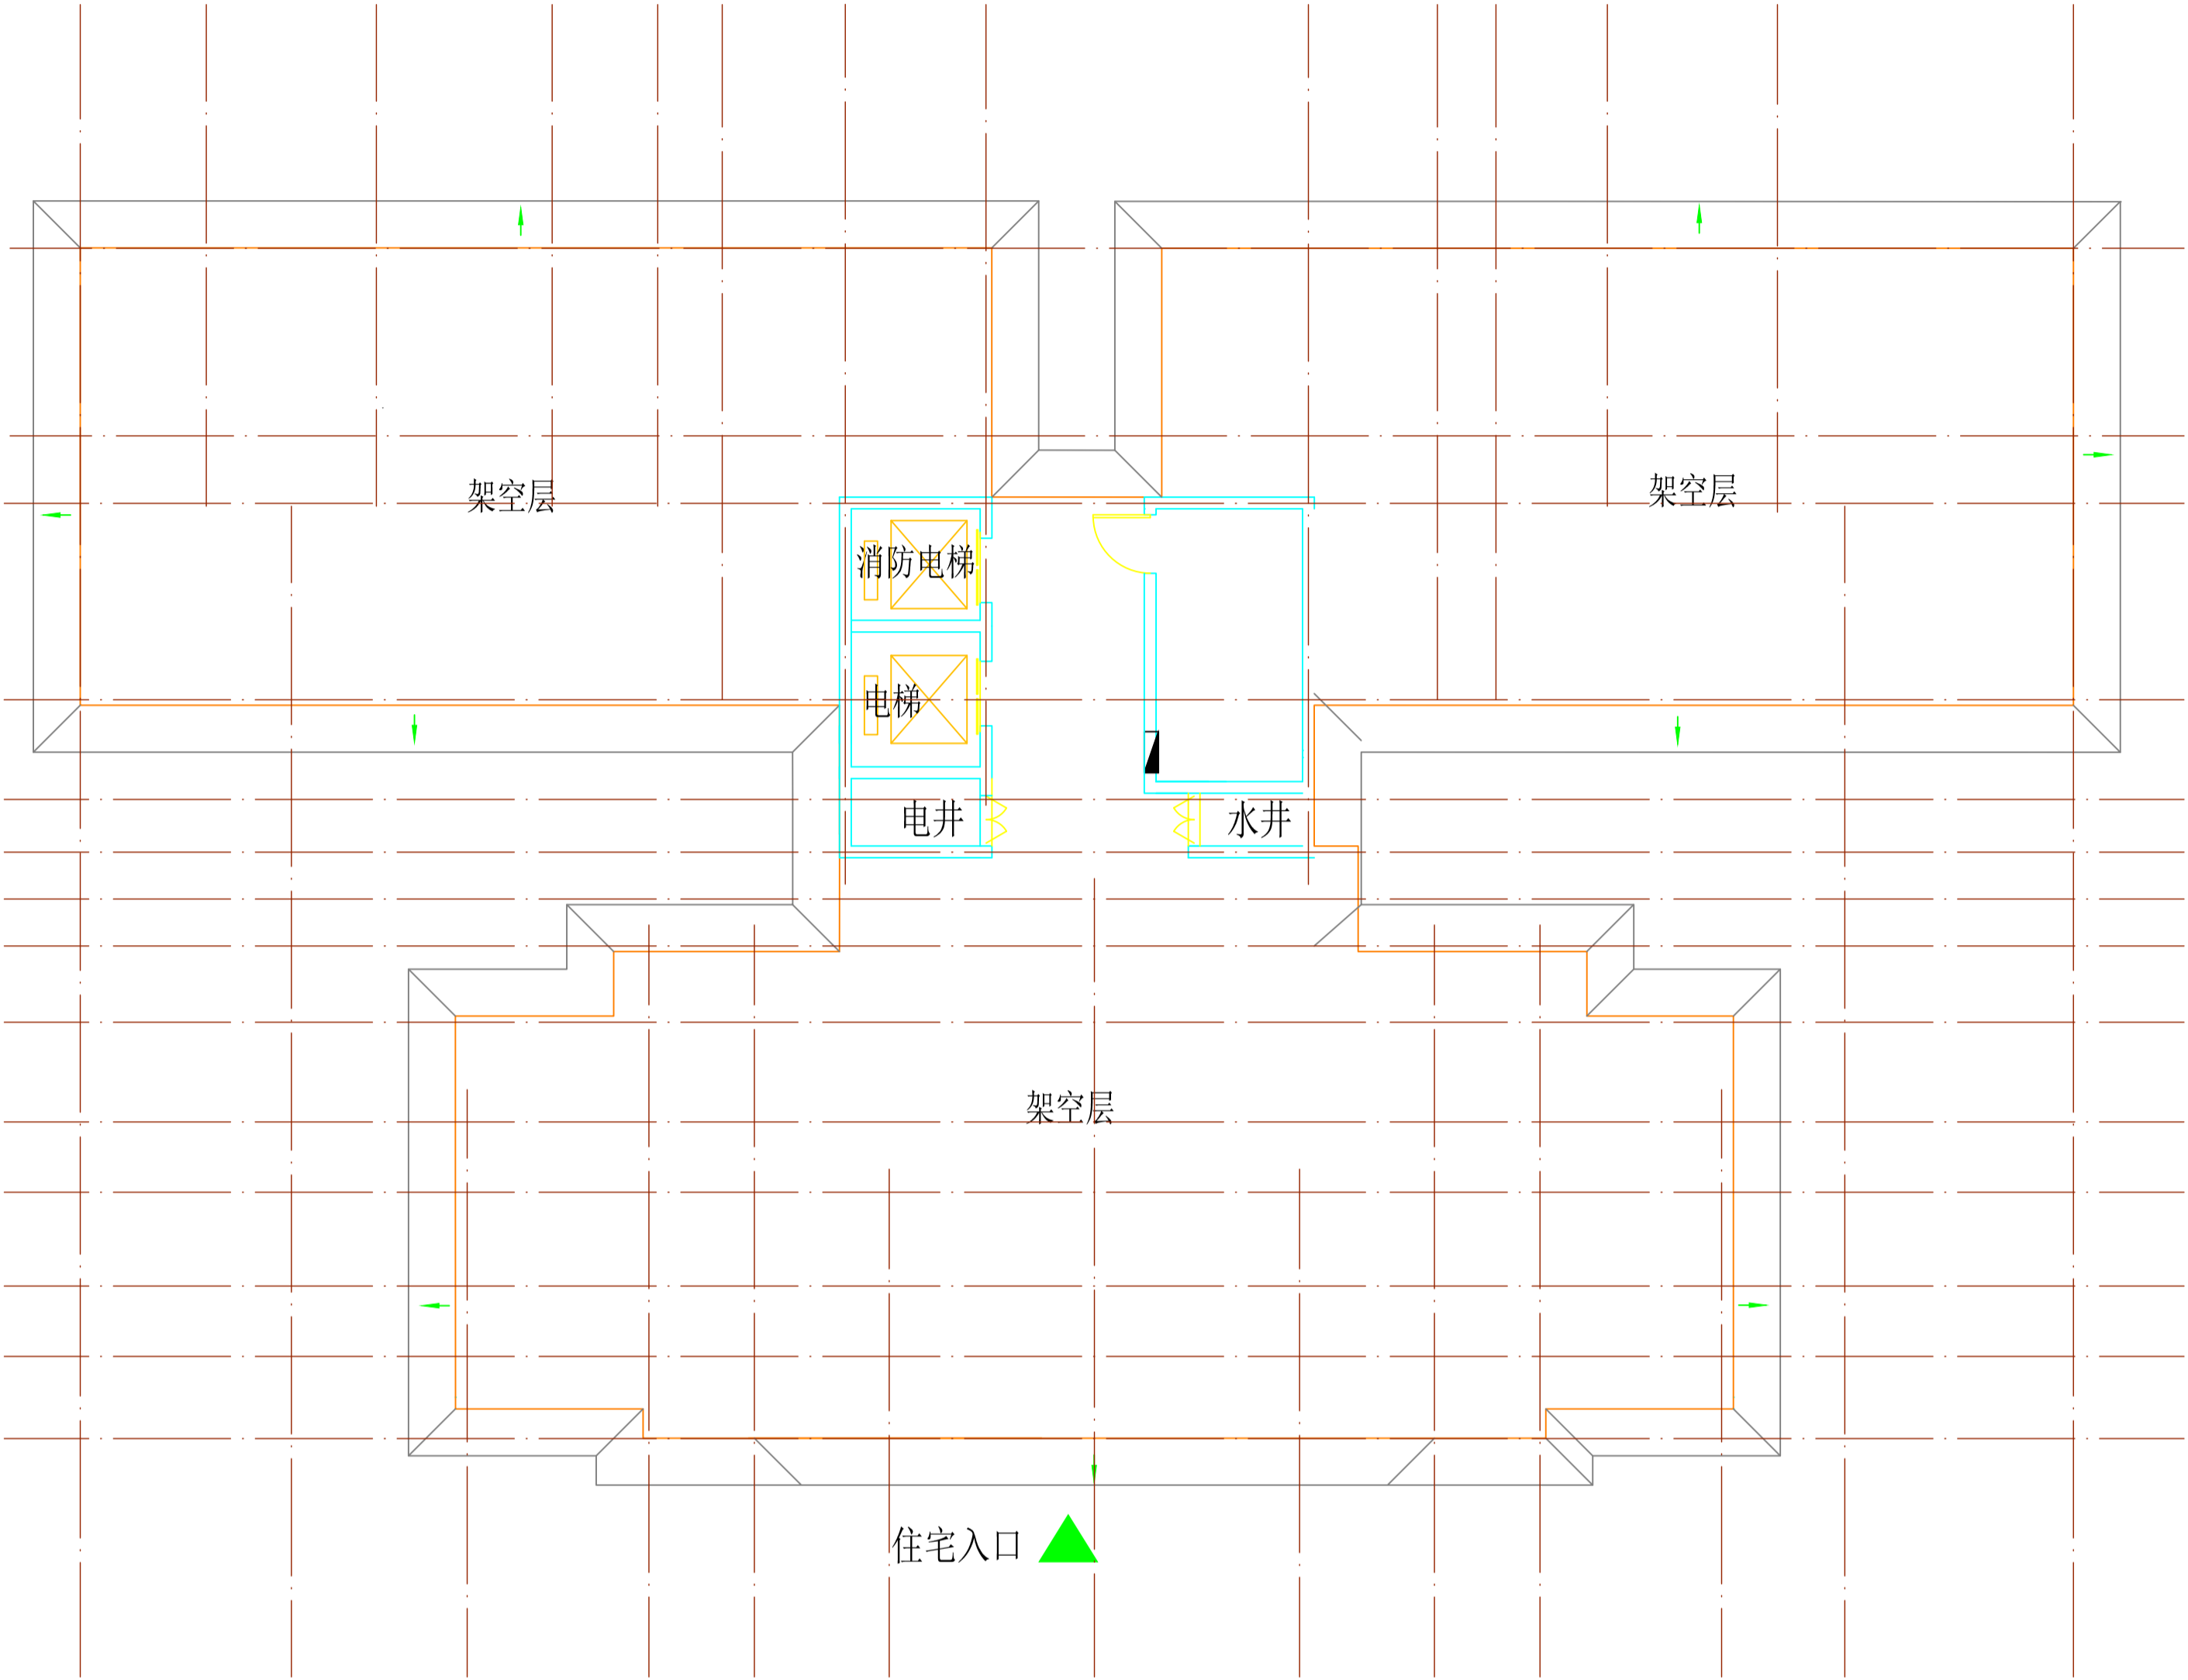 架空层
架空层
消防电梯
电梯
电井
水井
架空层
住宅入口